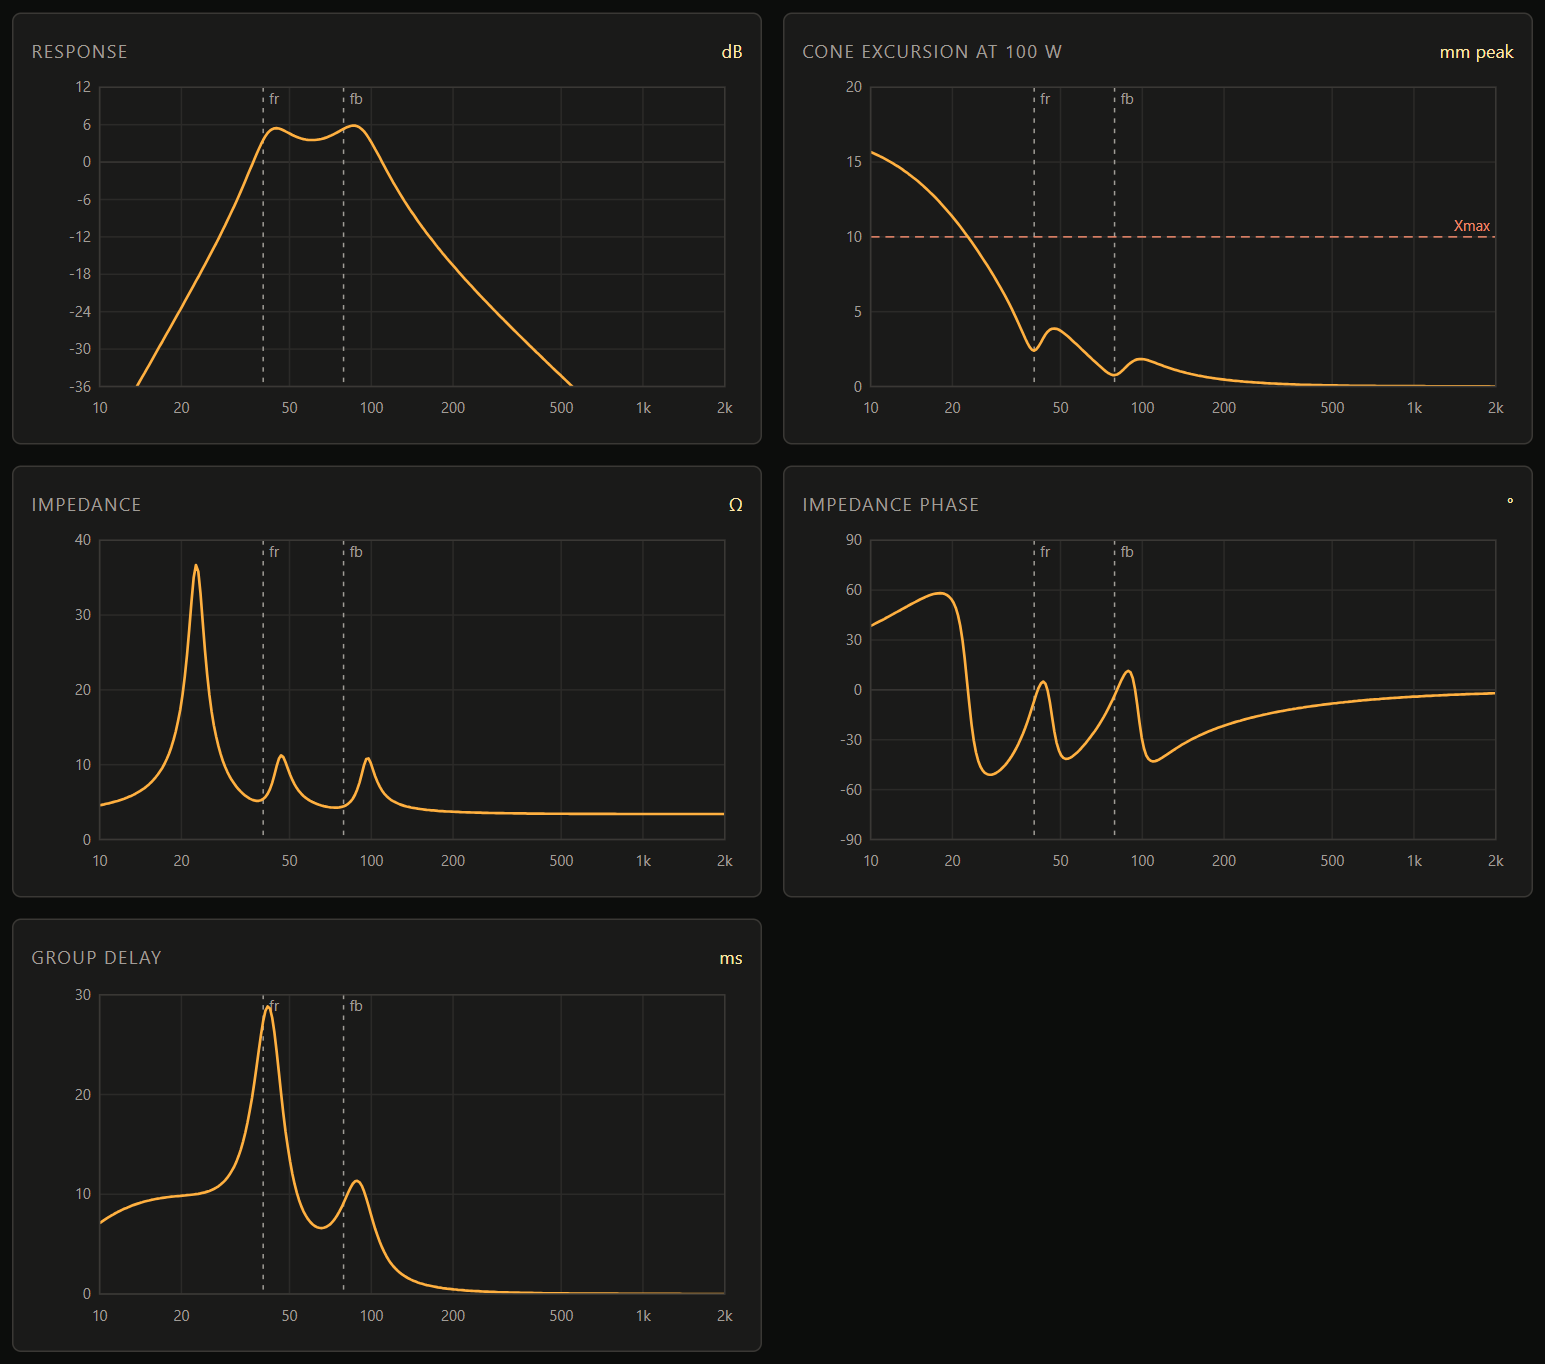 RESPONSE dB
12
fr fb
6
0
-6
-12
-18
-24
-30
-36
10 20 50 100 200 500 1k 2k
CONE EXCURSION AT 100 W mm peak
20
fr fb
15
Xmax
10
5
0
10 20 50 100 200 500 1k 2k
IMPEDANCE Ω
40
fr fb
30
20
10
0
10 20 50 100 200 500 1k 2k
IMPEDANCE PHASE °
90
fr fb
60
30
0
-30
-60
-90
10 20 50 100 200 500 1k 2k
GROUP DELAY ms
30
fr fb
20
10
0
10 20 50 100 200 500 1k 2k